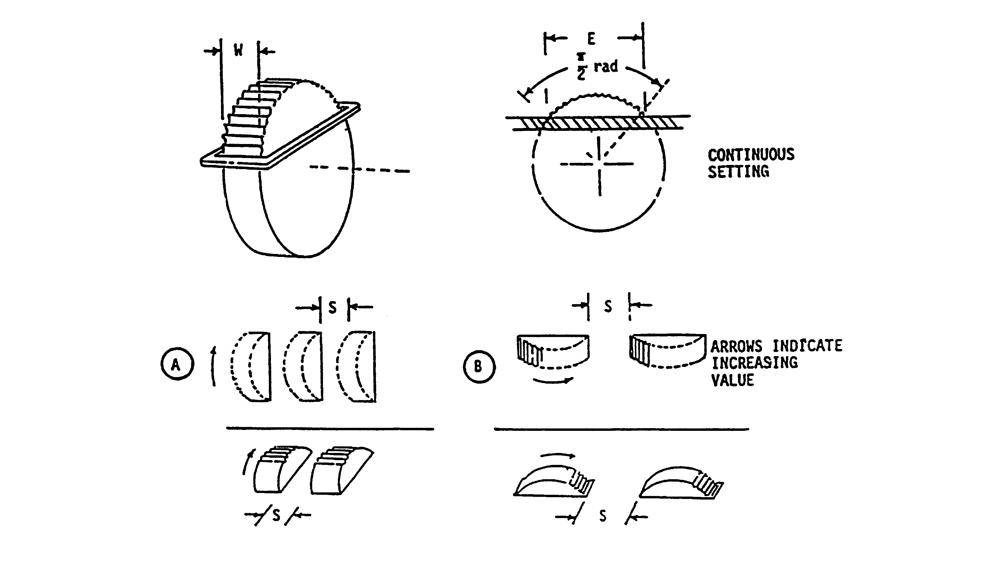 W
E
π/2 rad
CONTINUOUS
SETTING
S
S
A
B
ARROWS INDICATE
INCREASING
VALUE
S
S